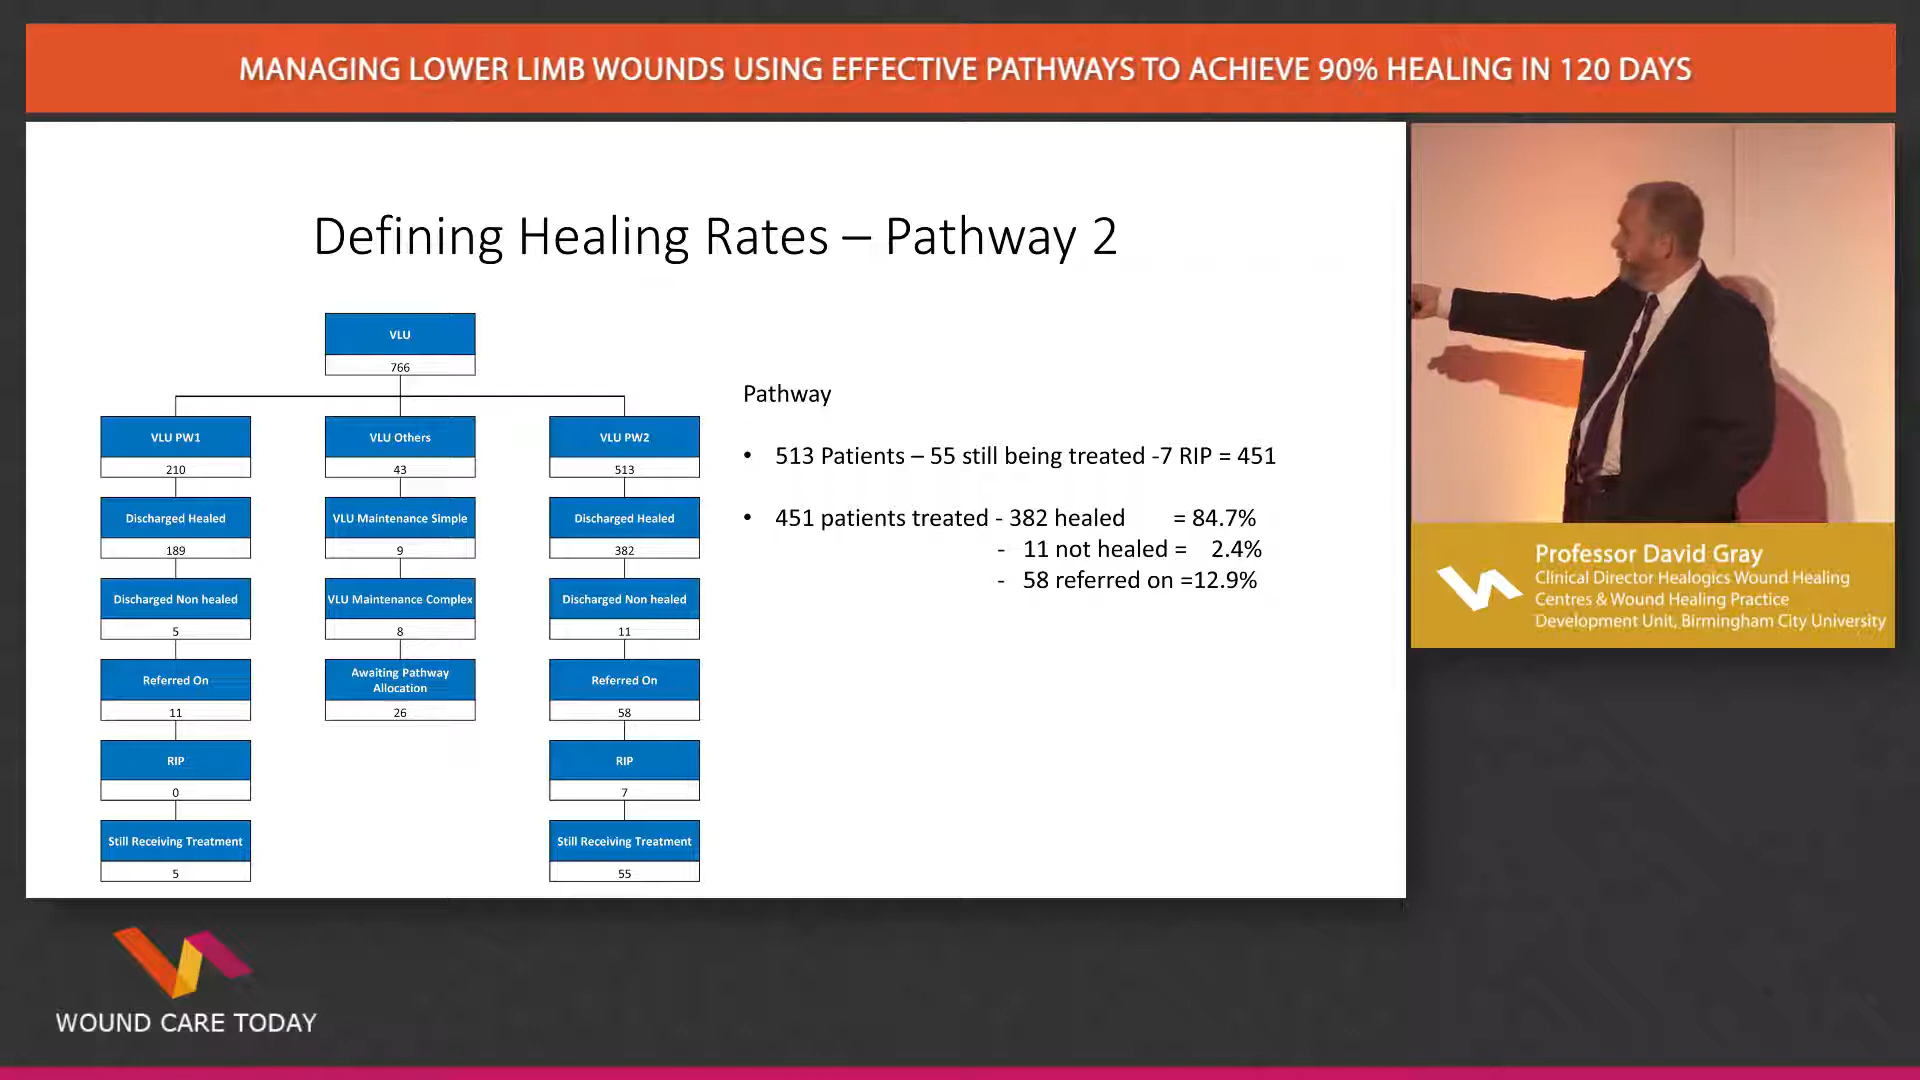 MANAGING LOWER LIMB WOUNDS USING EFFECTIVE PATHWAYS TO ACHIEVE 90% HEALING IN 120 DAYS
Defining Healing Rates – Pathway 2
VLU
766
VLU PW1
210
Discharged Healed
189
Discharged Non healed
5
Referred On
11
RIP
0
Still Receiving Treatment
5
VLU Others
43
VLU Maintenance Simple
9
VLU Maintenance Complex
8
Awaiting Pathway
Allocation
26
VLU PW2
513
Discharged Healed
382
Discharged Non healed
11
Referred On
58
RIP
7
Still Receiving Treatment
55
Pathway
• 513 Patients – 55 still being treated -7 RIP = 451
• 451 patients treated - 382 healed = 84.7%
- 11 not healed = 2.4%
- 58 referred on =12.9%
Professor David Gray
Clinical Director Healogics Wound Healing
Centres & Wound Healing Practice
Development Unit, Birmingham City University
WOUND CARE TODAY